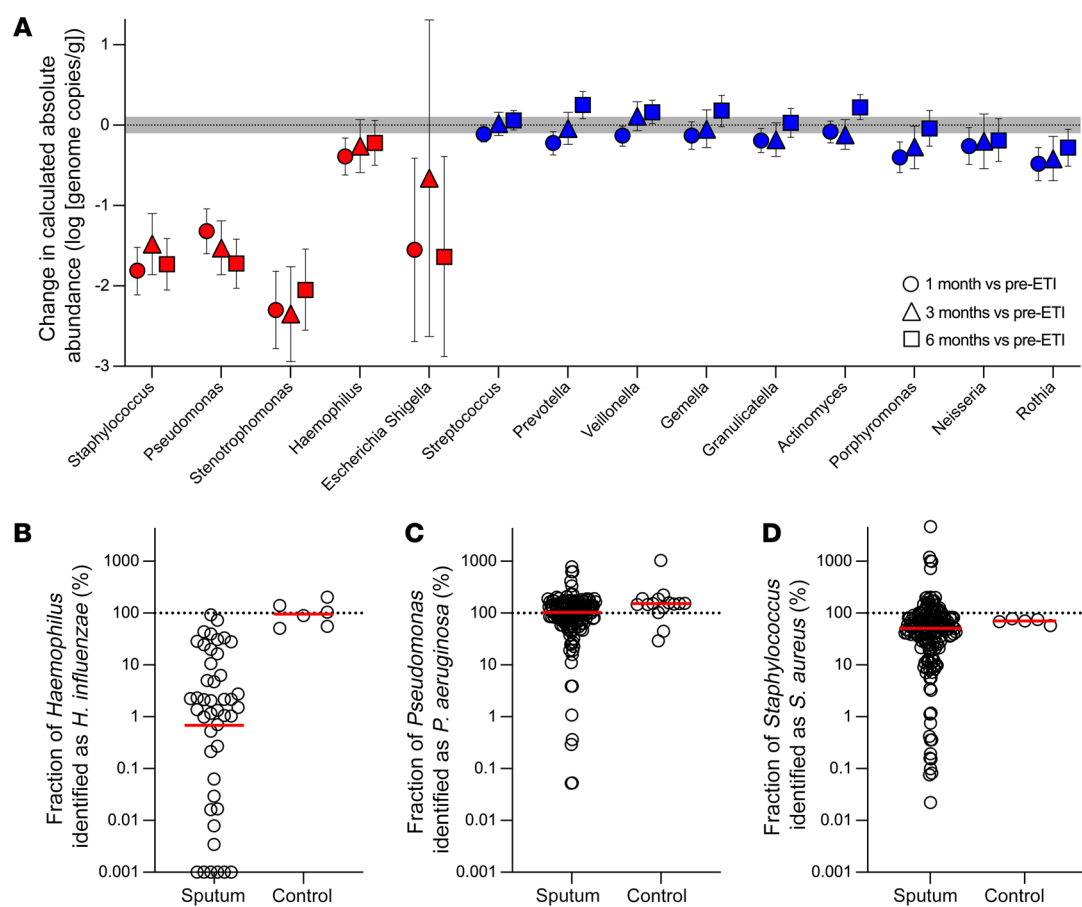 A
Change in calculated absolute
abundance (log [genome copies/g])
1
0
-1
-2
-3
1 month vs pre-ETI
3 months vs pre-ETI
6 months vs pre-ETI
Staphylococcus
Pseudomonas
Stenotrophomonas
Haemophilus
Escherichia Shigella
Streptococcus
Prevotella
Veillonella
Gemella
Granulicatella
Actinomyces
Porphyromonas
Neisseria
Rothia
B
Fraction of Haemophilus
identified as H. influenzae (%)
1000
100
10
1
0.1
0.01
0.001
Sputum
Control
C
Fraction of Pseudomonas
identified as P. aeruginosa (%)
1000
100
10
1
0.1
0.01
0.001
Sputum
Control
D
Fraction of Staphylococcus
identified as S. aureus (%)
1000
100
10
1
0.1
0.01
0.001
Sputum
Control